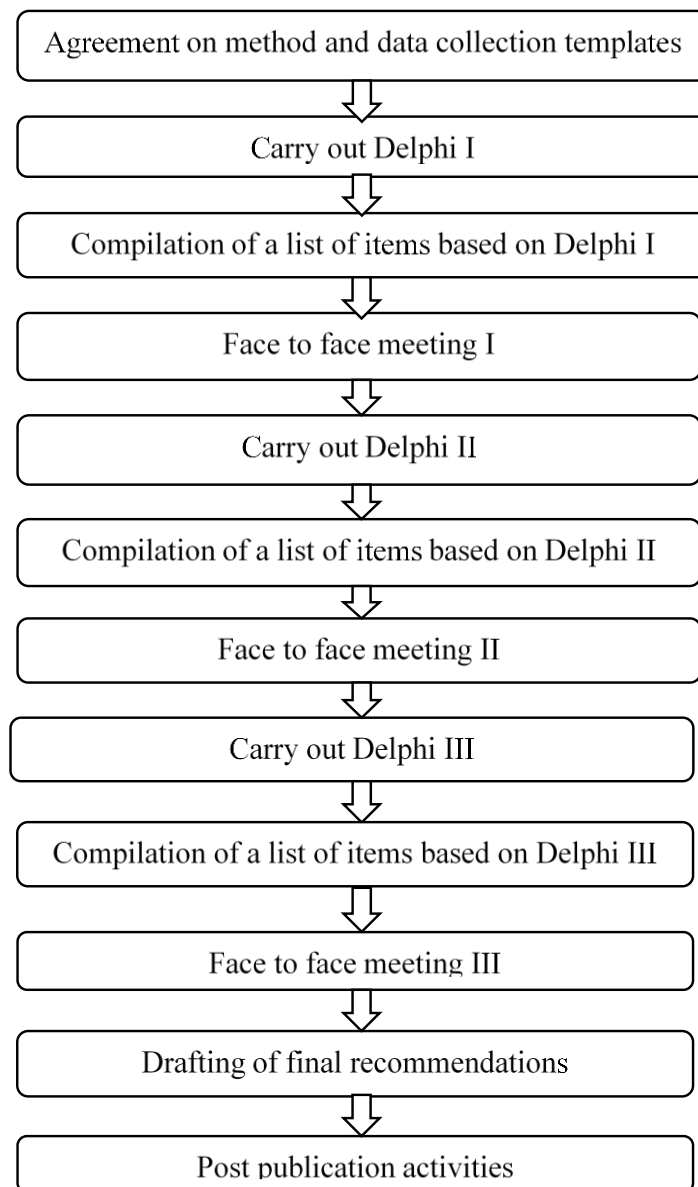 Agreement on method and data collection templates
Carry out Delphi I
Compilation of a list of items based on Delphi I
Face to face meeting I
Carry out Delphi II
Compilation of a list of items based on Delphi II
Face to face meeting II
Carry out Delphi III
Compilation of a list of items based on Delphi III
Face to face meeting III
Drafting of final recommendations
Post publication activities